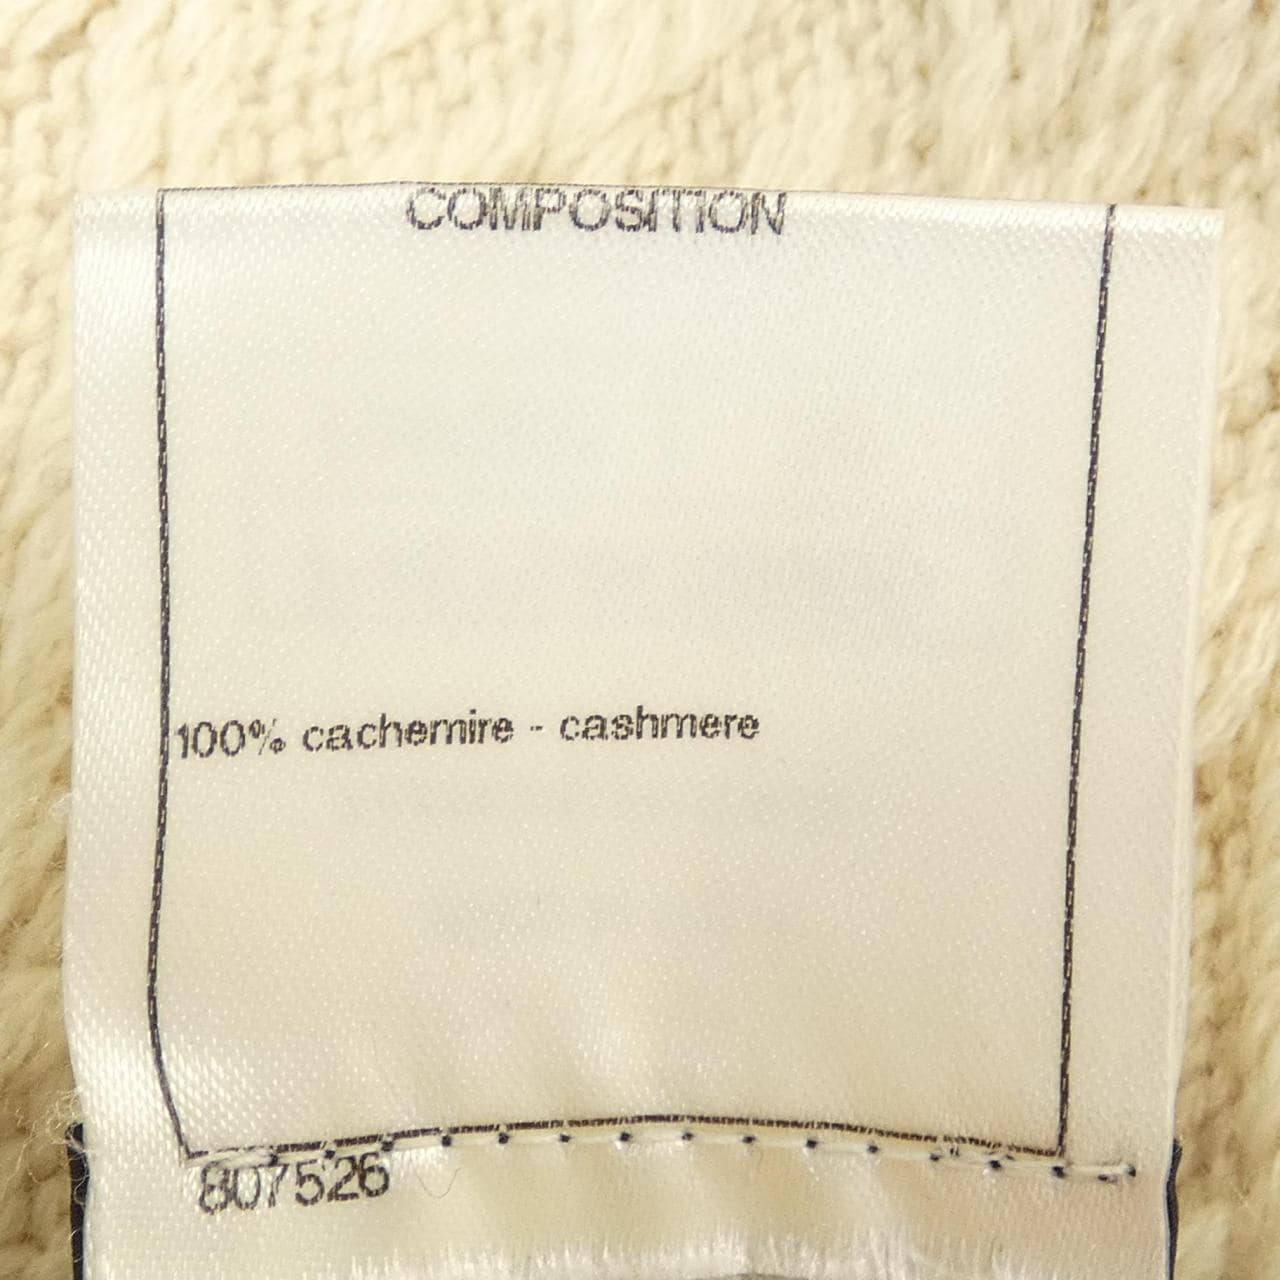 COMPOSITION
100% cachemire - cashmere
807526